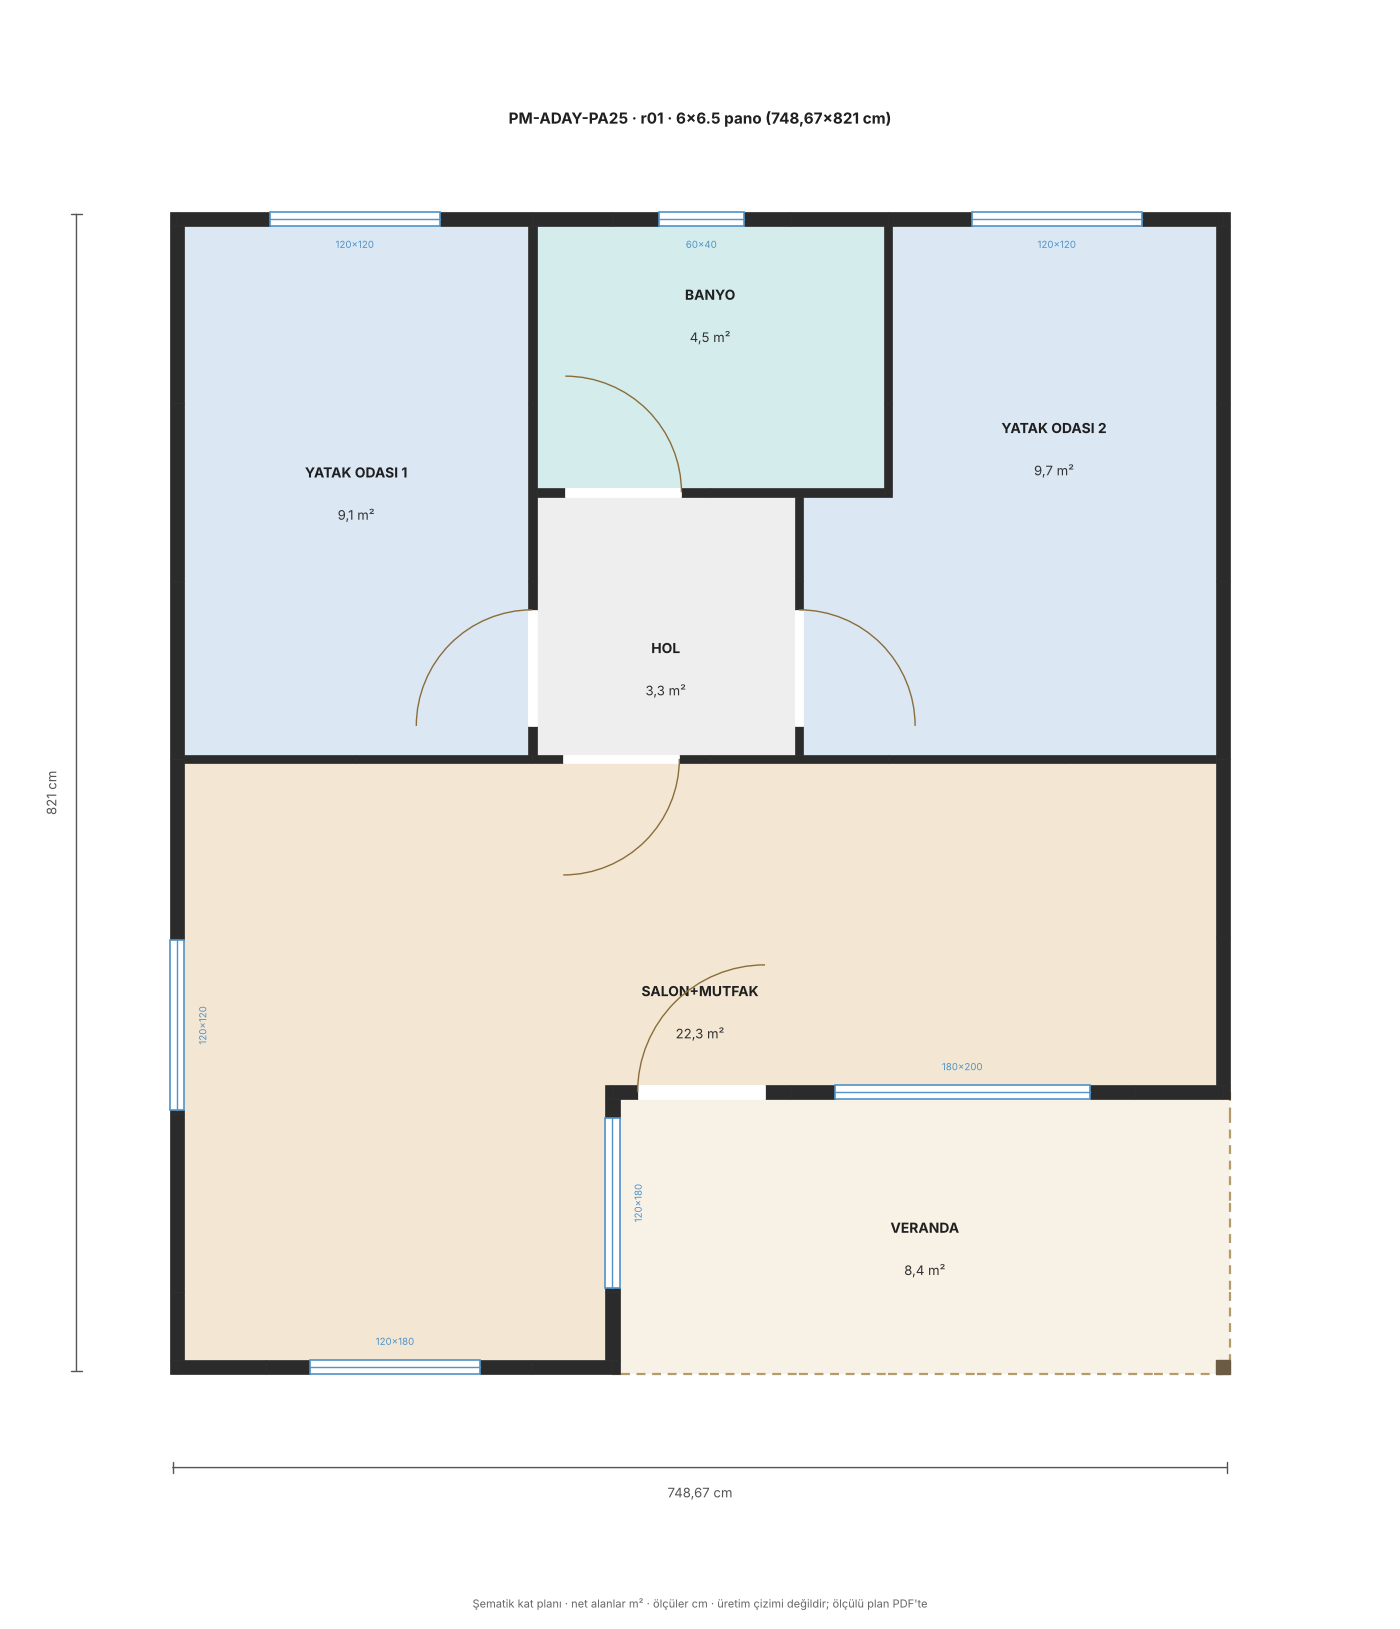 PM-ADAY-PA25 · r01 · 6×6.5 pano (748,67×821 cm)
120×120
60×40
120×120
BANYO
4,5 m²
YATAK ODASI 2
9,7 m²
YATAK ODASI 1
9,1 m²
HOL
3,3 m²
821 cm
SALON+MUTFAK
22,3 m²
120×120
180×200
120×180
VERANDA
8,4 m²
120×180
748,67 cm
Şematik kat planı · net alanlar m² · ölçüler cm · üretim çizimi değildir; ölçülü plan PDF'te